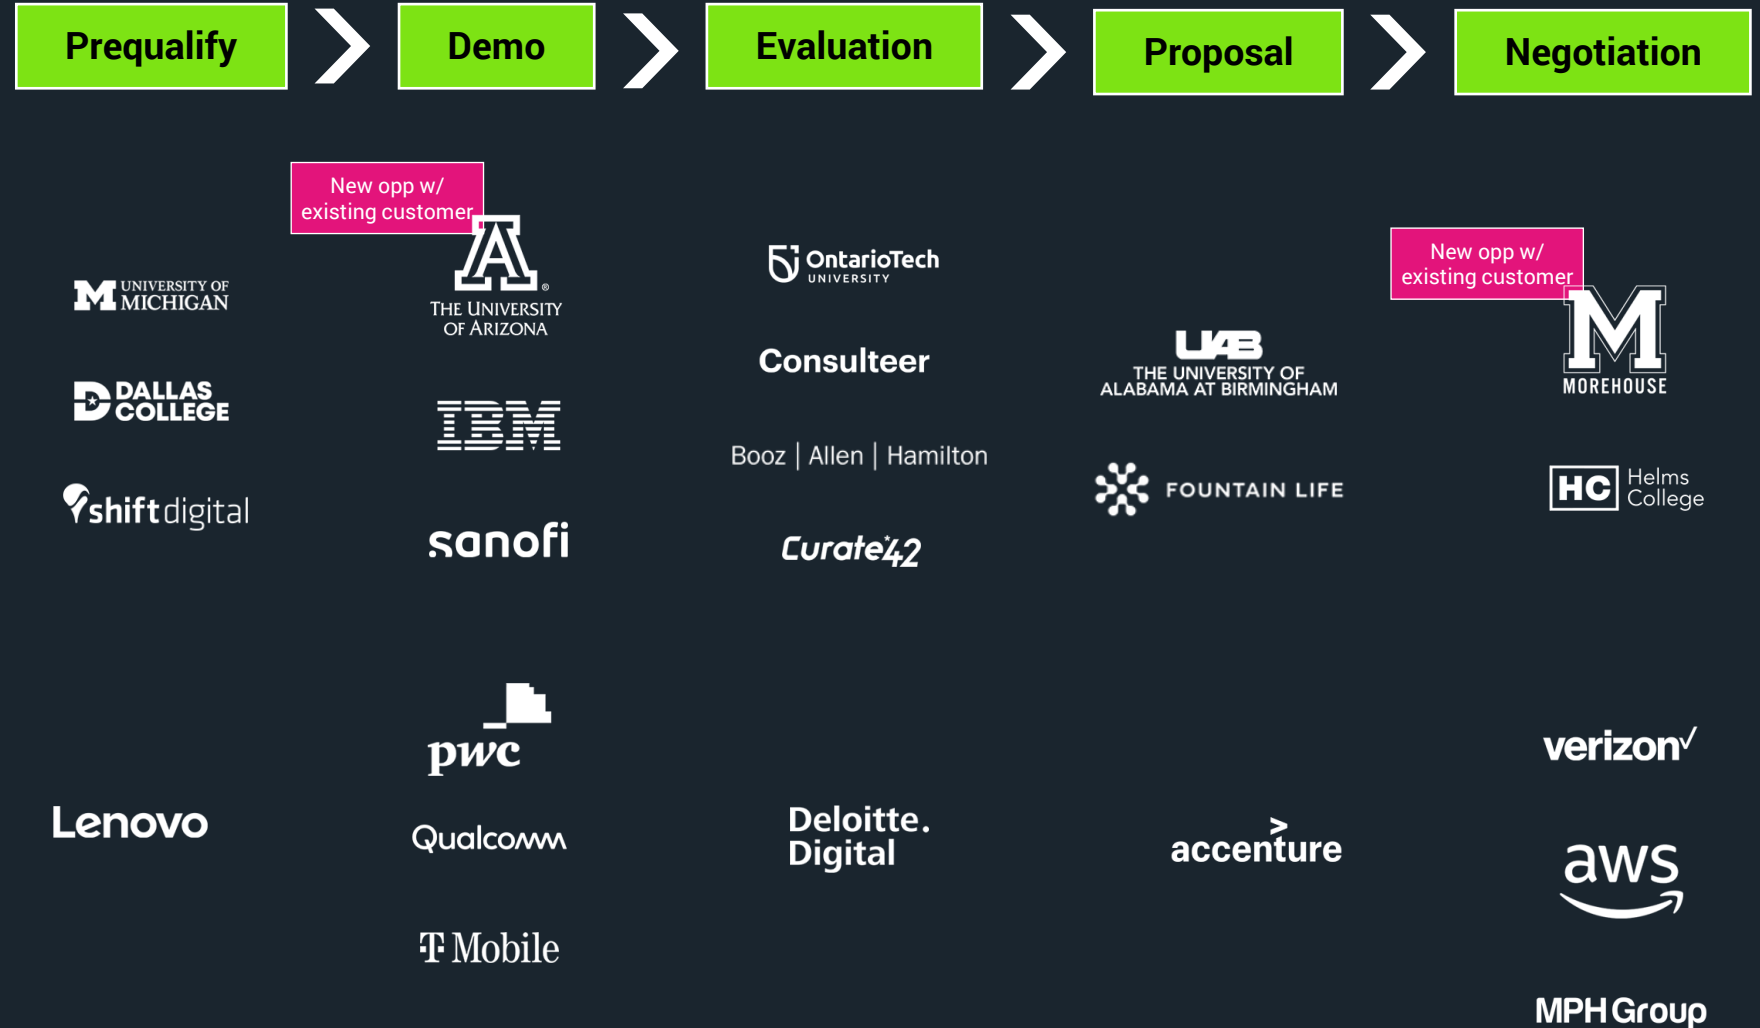 Prequalify
Demo
Evaluation
Proposal
Negotiation
UNIVERSITY OF
MICHIGAN
DALLAS
COLLEGE
shiftdigital
Lenovo
New opp w/
existing customer
A
THE UNIVERSITY
OF ARIZONA
IBM
sanofi
pwc
Qualcomm
T Mobile
OntarioTech
UNIVERSITY
Consulteer
Booz | Allen | Hamilton
Curate*42
Deloitte.
Digital
UAB
THE UNIVERSITY OF
ALABAMA AT BIRMINGHAM
FOUNTAIN LIFE
accenture
New opp w/
existing customer
M
MOREHOUSE
HC
Helms
College
verizon✓
aws
MPH Group